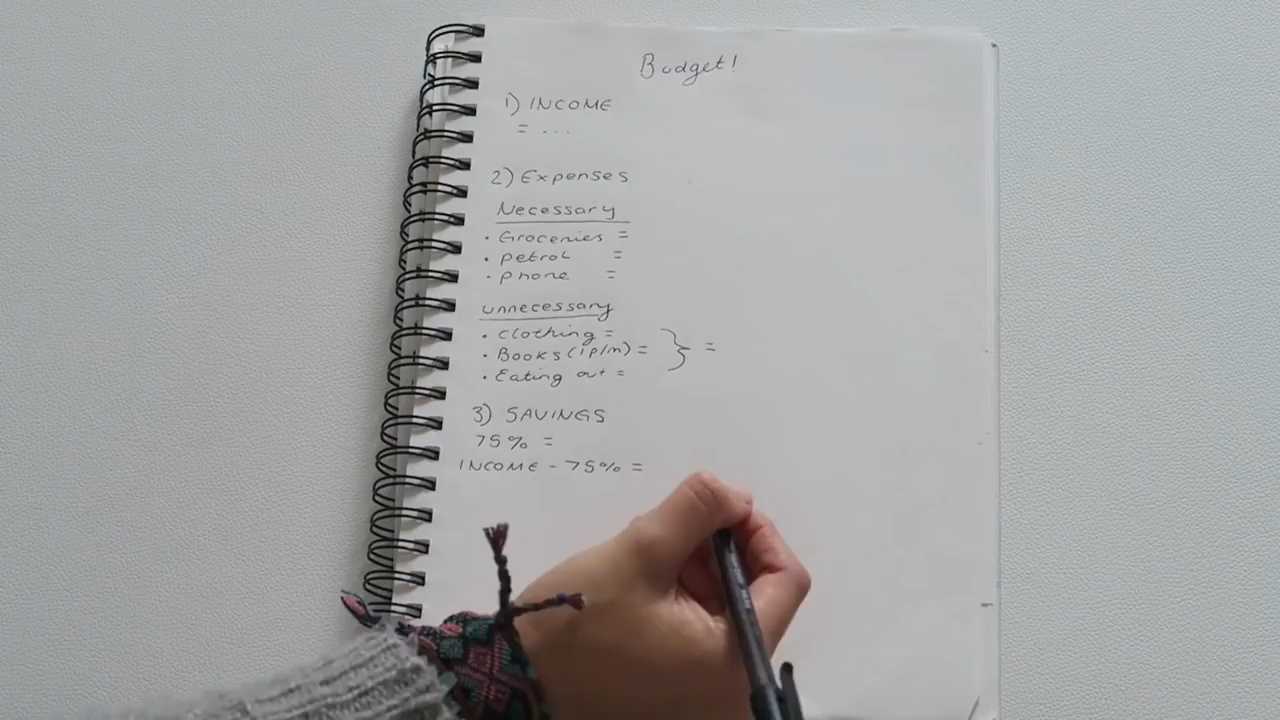 Budget!
1) INCOME
= ...
2) Expenses
Necessary
• Groceries =
• petrol =
• phone =
unnecessary
• clothing =
• Books (1 p/m) = } =
• Eating out =
3) SAVINGS
75% =
INCOME - 75% =